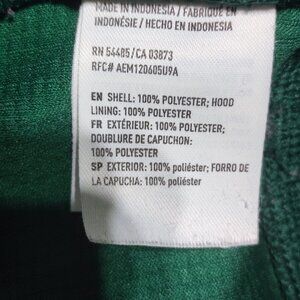 MADE IN INDONESIA / FABRIQUÉ EN
INDONÉSIE / HECHO EN INDONESIA
RN 54485 / CA 03873
RFC# AEM120605U9A
EN SHELL: 100% POLYESTER; HOOD
LINING: 100% POLYESTER
FR EXTÉRIEUR: 100% POLYESTER;
DOUBLURE DE CAPUCHON:
100% POLYESTER
SP EXTERIOR: 100% poliéster; FORRO DE
LA CAPUCHA: 100% poliéster